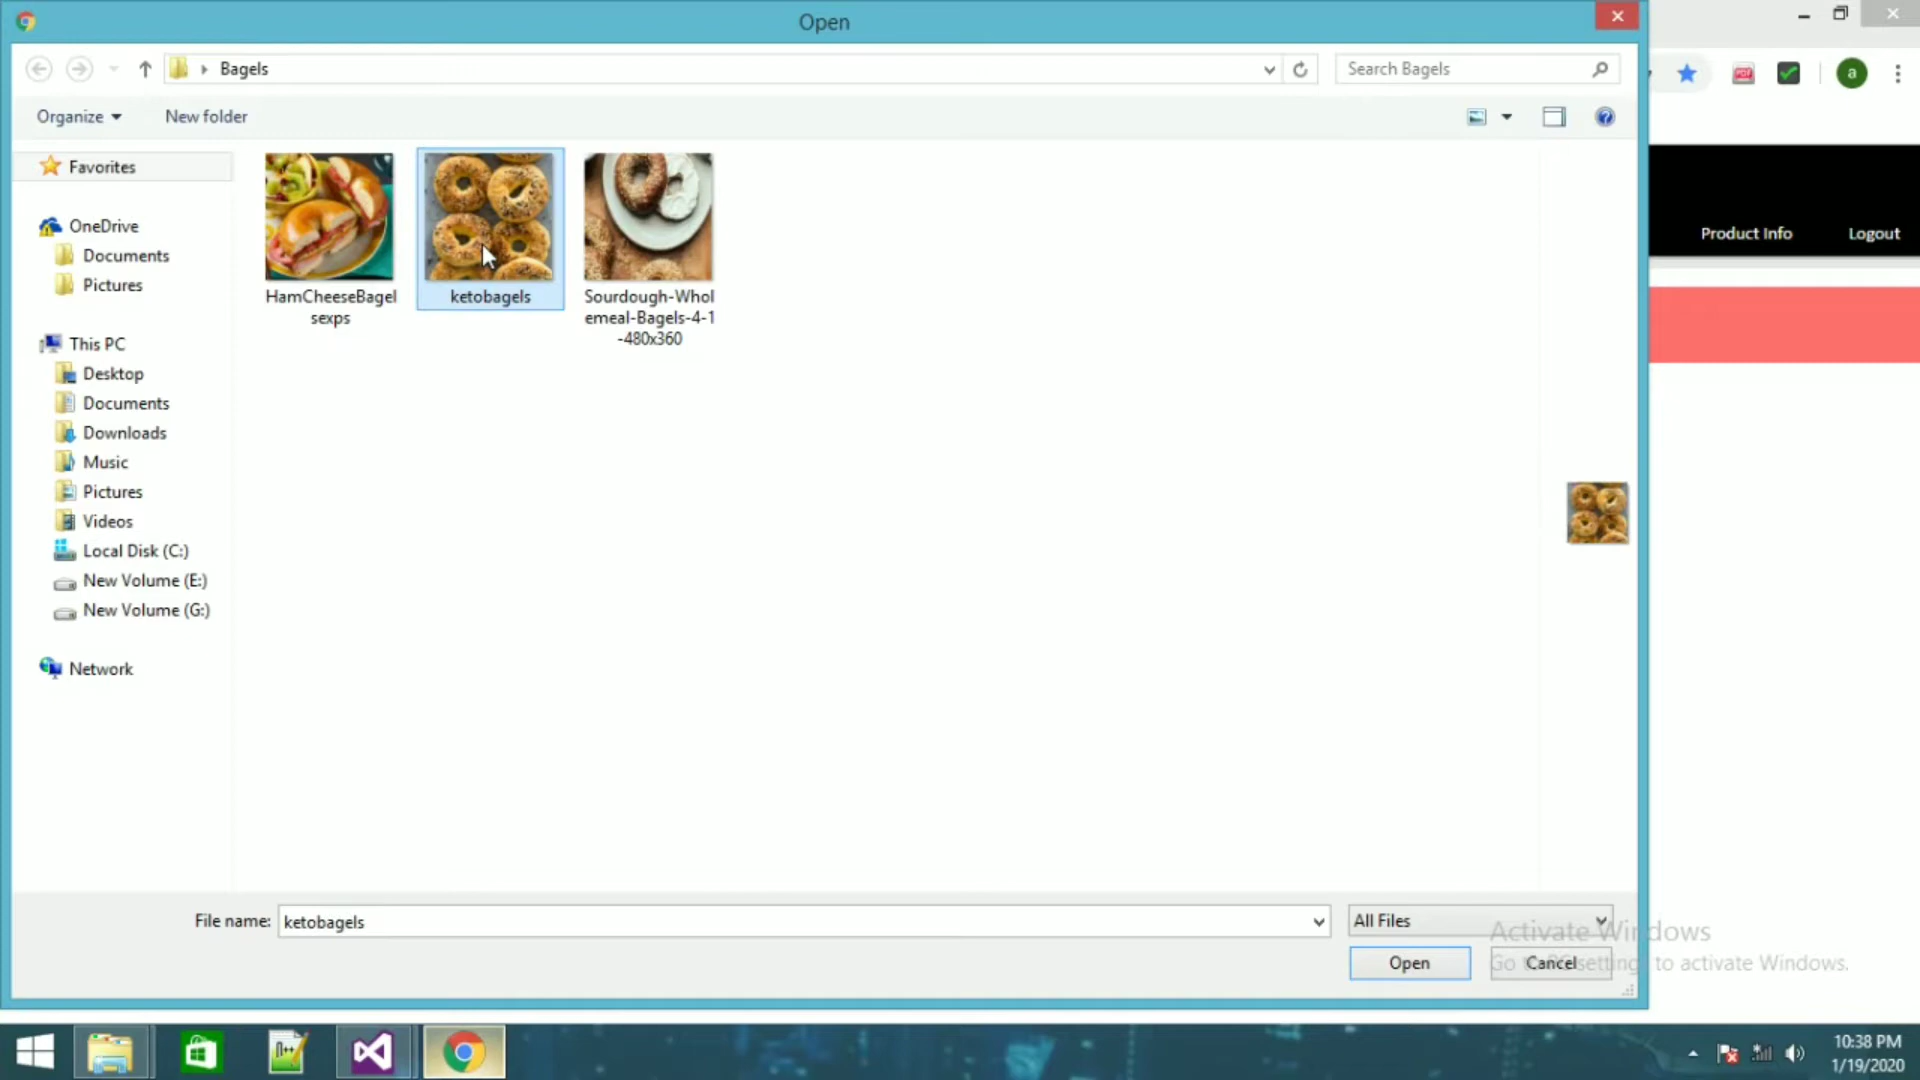 Open
Bagels
Search Bagels
Organize
New folder
Favorites
OneDrive
Documents
Pictures
This PC
Desktop
Documents
Downloads
Music
Pictures
Videos
Local Disk (C:)
New Volume (E:)
New Volume (G:)
Network
HamCheeseBagel
sexps
ketobagels
Sourdough-Whol
emeal-Bagels-4-1
-480x360
a
Product Info
Logout
File name:
ketobagels
All Files
Activate Windows
Go to PC settings to activate Windows.
Open
Cancel
PDF
n++
10:38 PM
1/19/2020